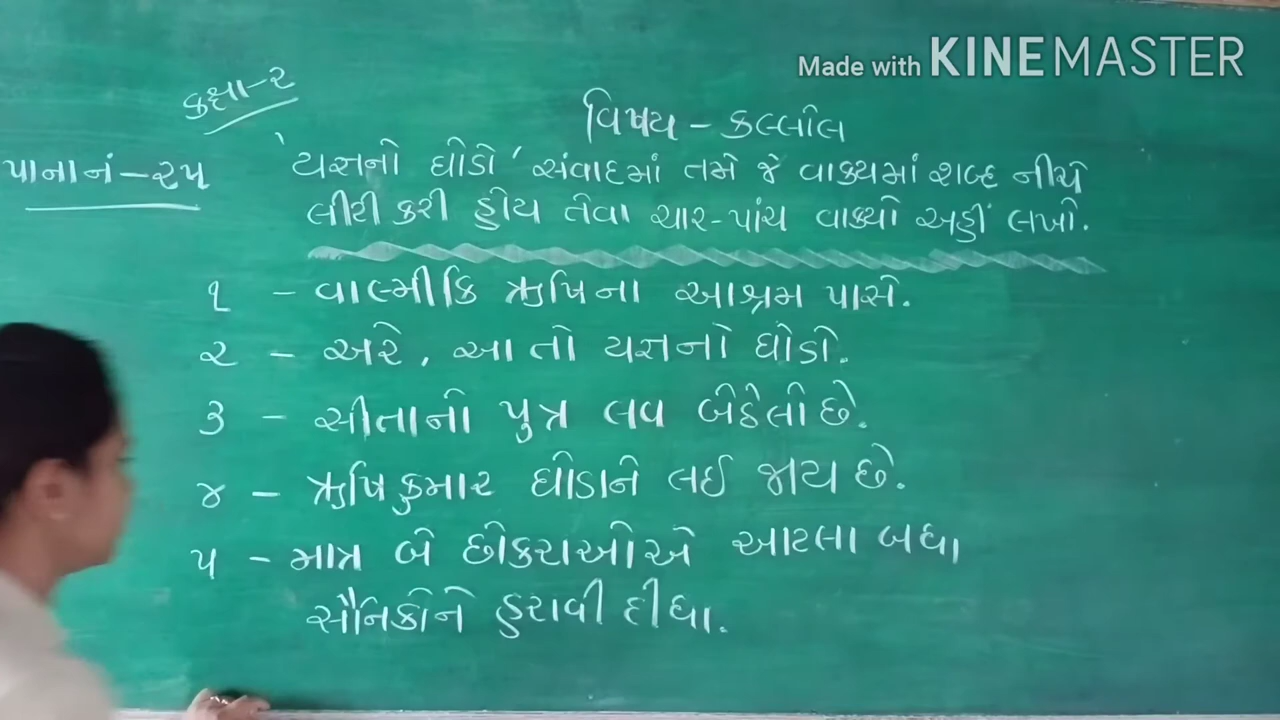 Made with KINEMASTER
કક્ષા-૨
વિષય - કલ્લોલ
પાના નં - ૨૫
'યજ્ઞનો ઘોડો' સંવાદમાં તમે જે વાક્યમાં શબ્દ નીચે
લીટી કરી હોય તેવા ચાર-પાંચ વાક્યો અહીં લખો.
૧ - વાલ્મીકિ ઋષિના આશ્રમ પાસે.
૨ - અરે, આ તો યજ્ઞનો ઘોડો.
૩ - સીતાનો પુત્ર લવ બેઠેલો છે.
૪ - ઋષિકુમાર ઘોડાને લઈ જાય છે.
૫ - માત્ર બે છોકરાઓએ આટલા બધા
સૈનિકોને હરાવી દીધા.